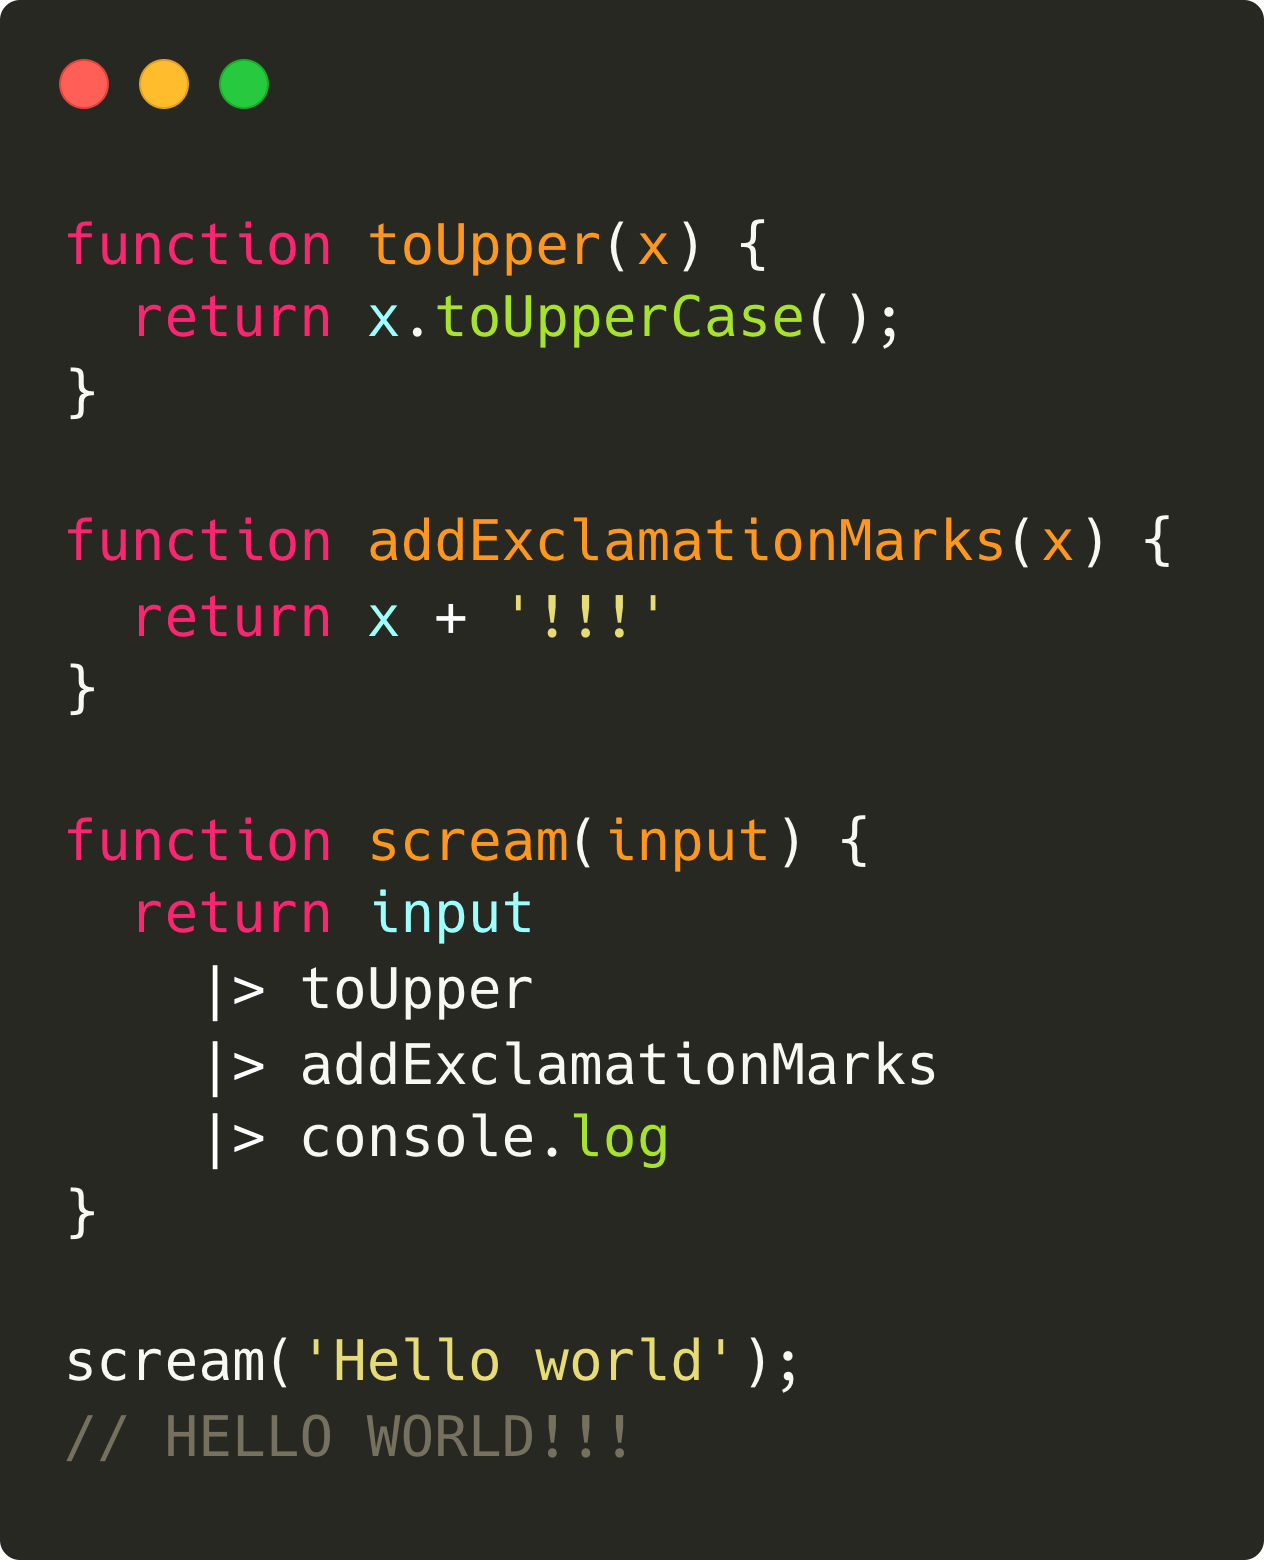 function toUpper(x) {
  return x.toUpperCase();
}

function addExclamationMarks(x) {
  return x + '!!!'
}

function scream(input) {
  return input
    |> toUpper
    |> addExclamationMarks
    |> console.log
}

scream('Hello world');
// HELLO WORLD!!!